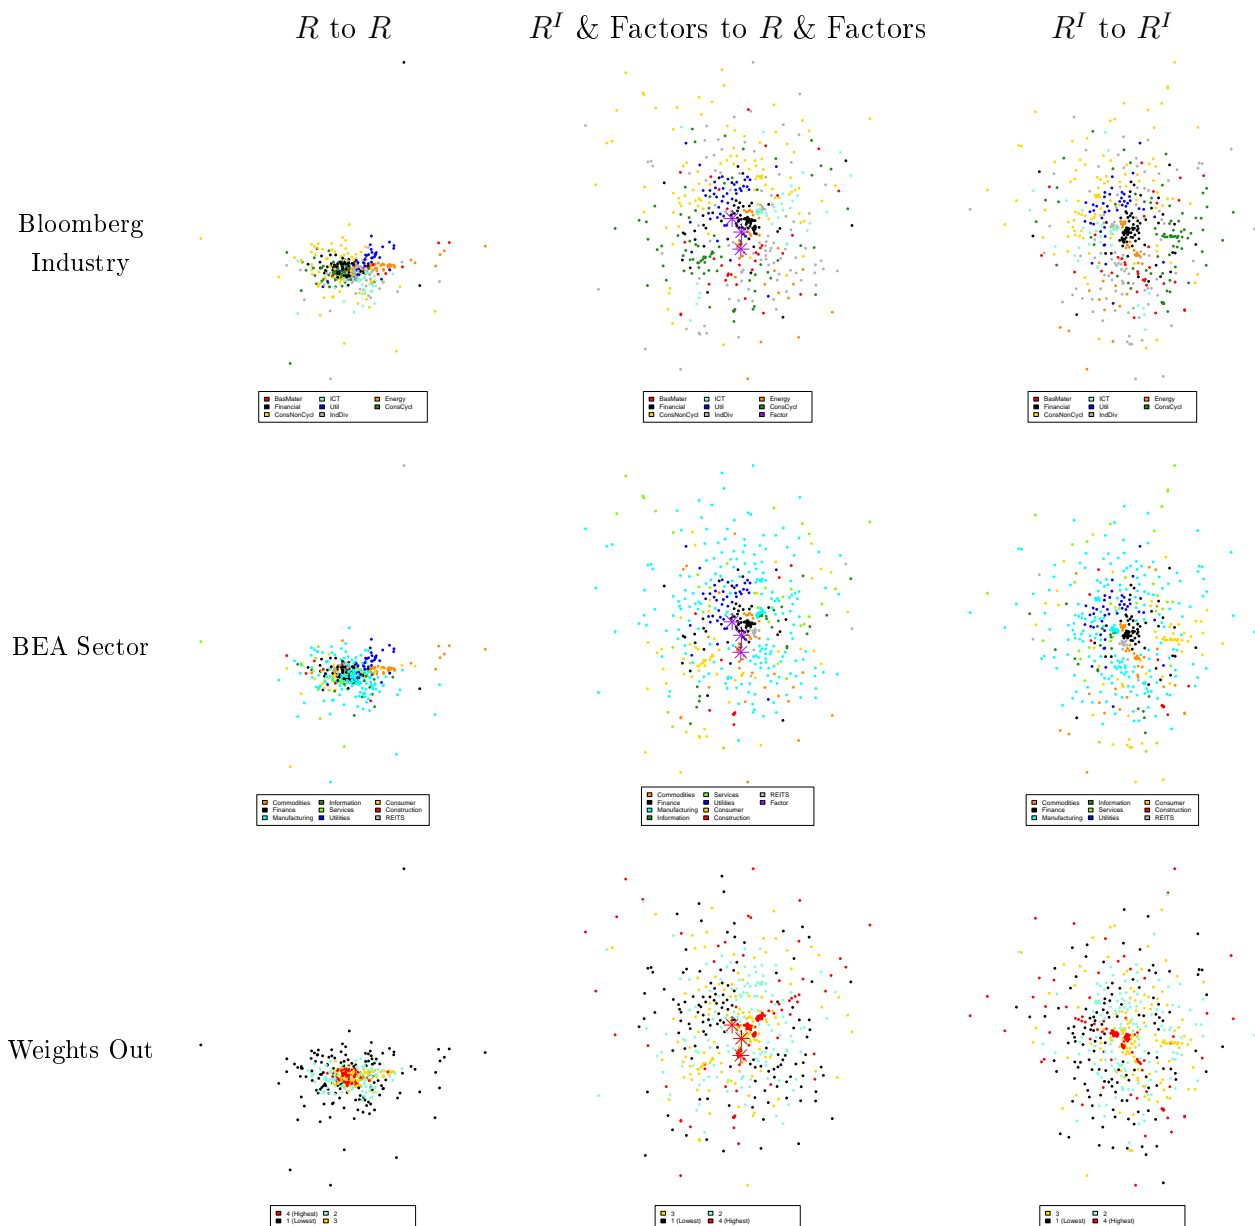 R to R
R^I & Factors to R & Factors
R^I to R^I
Bloomberg
Industry
BasMater ICT Energy
Financial Util ConsCycl
ConsNonCycl IndDiv
BasMater ICT Energy
Financial Util ConsCycl
ConsNonCycl IndDiv Factor
BasMater ICT Energy
Financial Util ConsCycl
ConsNonCycl IndDiv
BEA Sector
Commodities Information Consumer
Finance Services Construction
Manufacturing Utilities REITS
Commodities Services REITS
Finance Utilities Factor
Manufacturing Consumer
Information Construction
Commodities Information Consumer
Finance Services Construction
Manufacturing Utilities REITS
Weights Out
4 (Highest) 2
1 (Lowest) 3
3 2
1 (Lowest) 4 (Highest)
3 2
1 (Lowest) 4 (Highest)